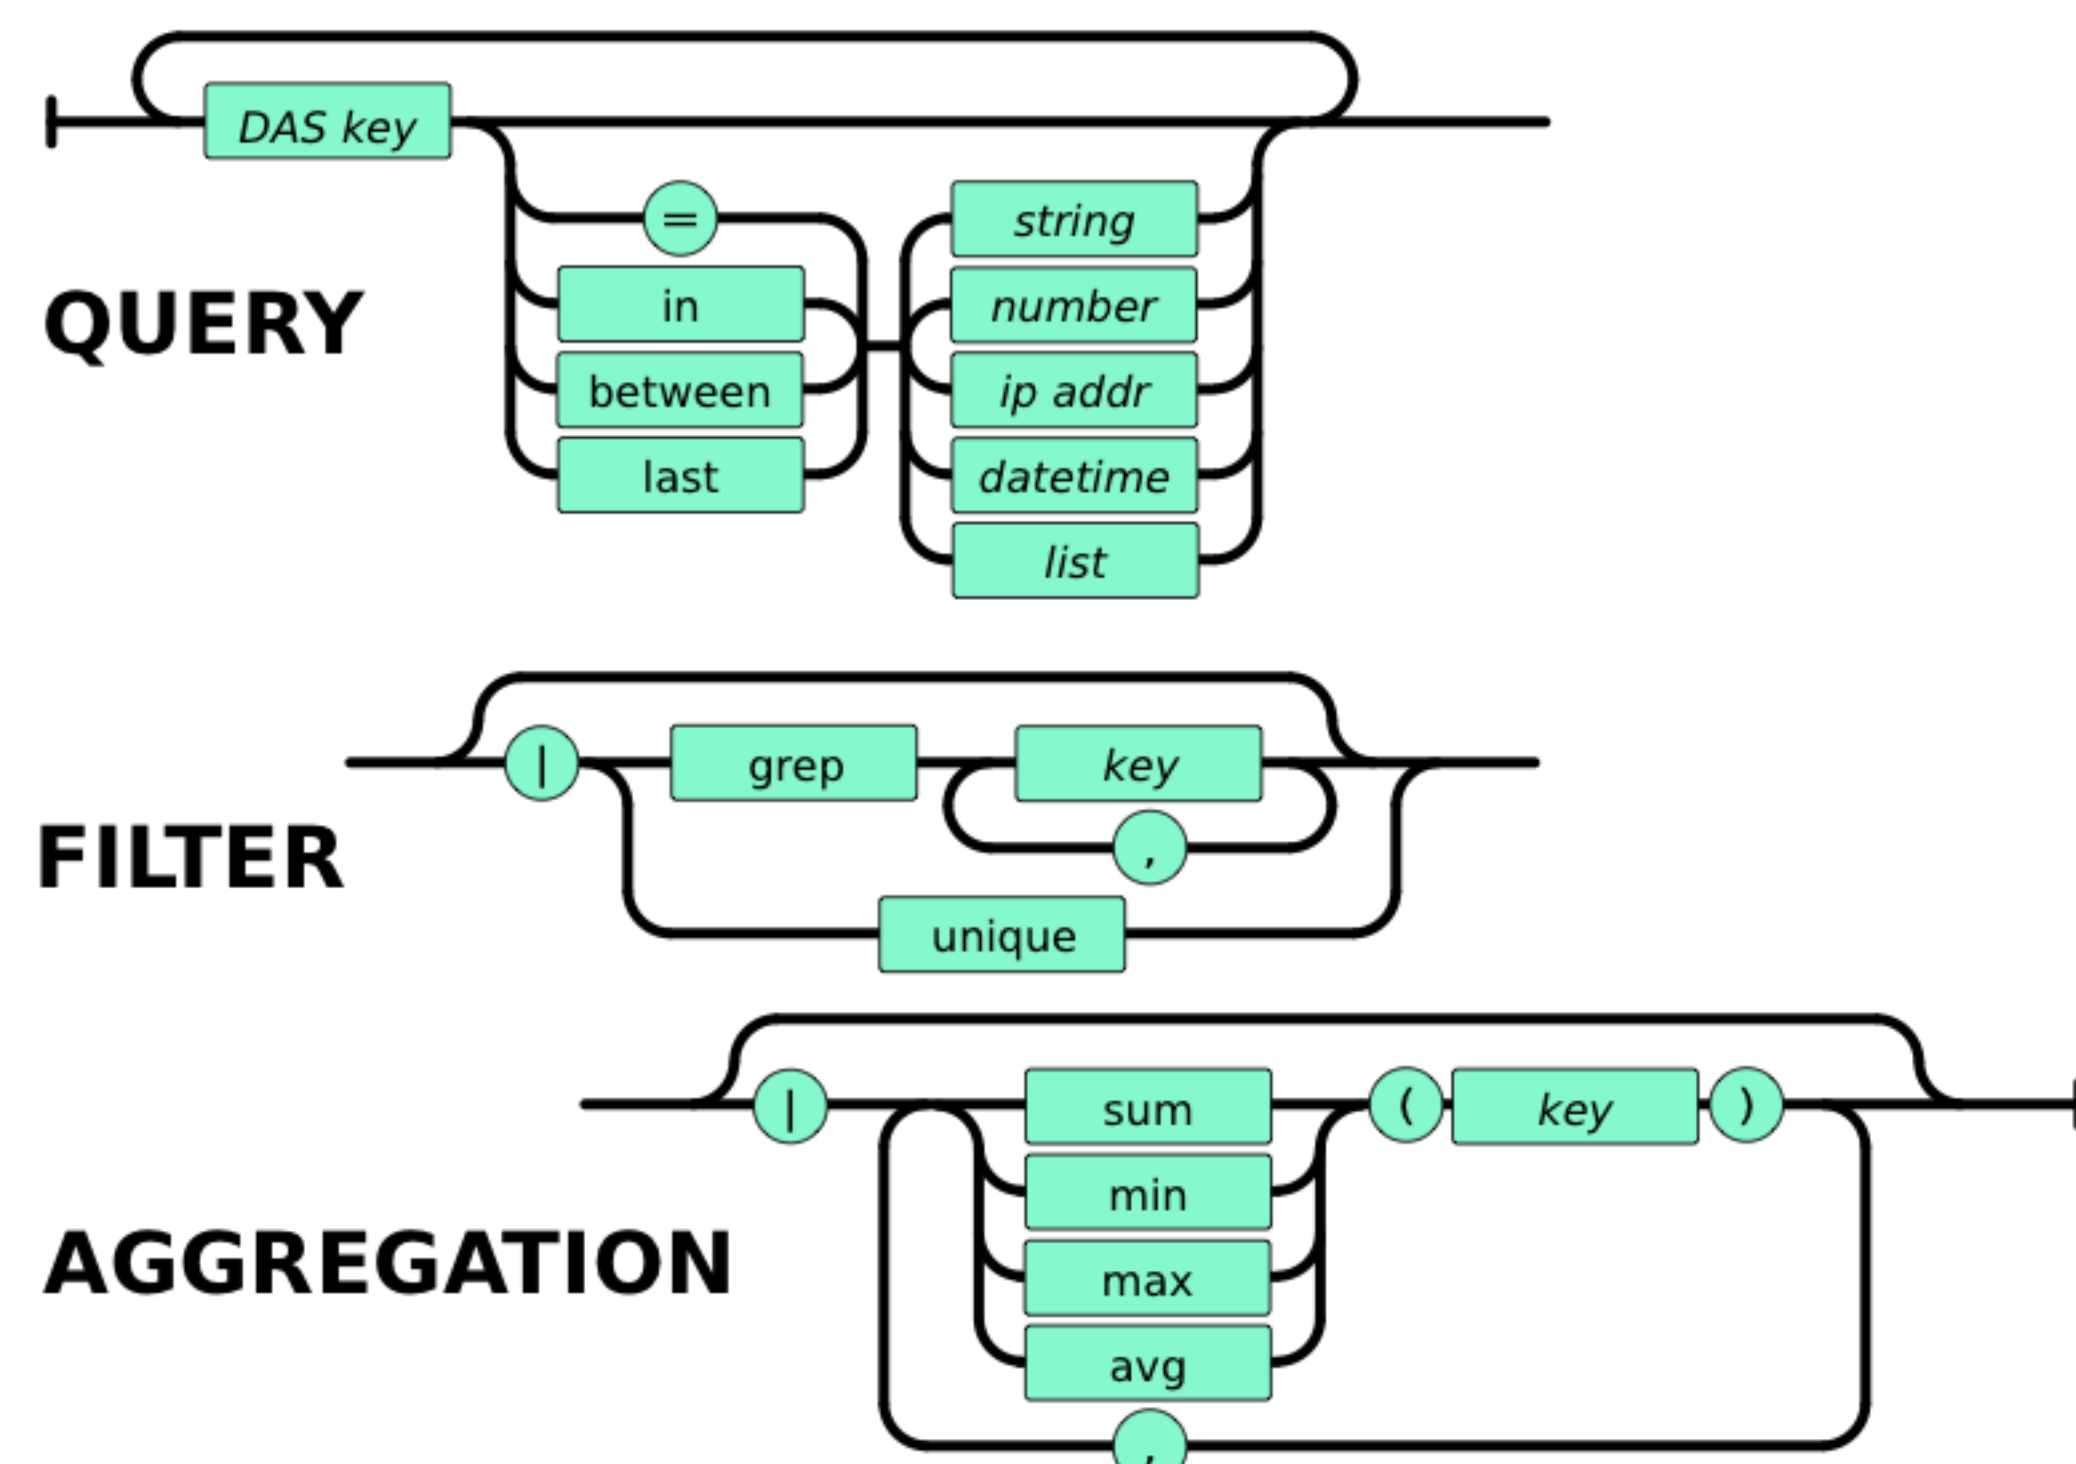 DAS key
=
string
in
number
QUERY
between
ip addr
last
datetime
list
| grep key
,
FILTER
unique
| sum ( key )
min
AGGREGATION
max
avg
,